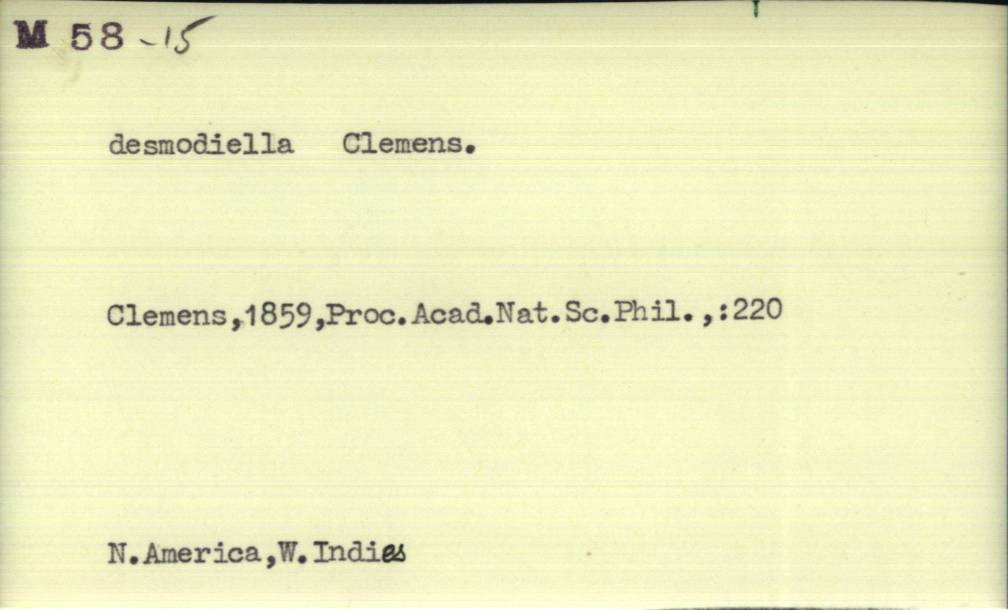 M 58 -15
desmodiella Clemens.
Clemens,1859,Proc.Acad.Nat.Sc.Phil.,:220
N.America,W.Indies